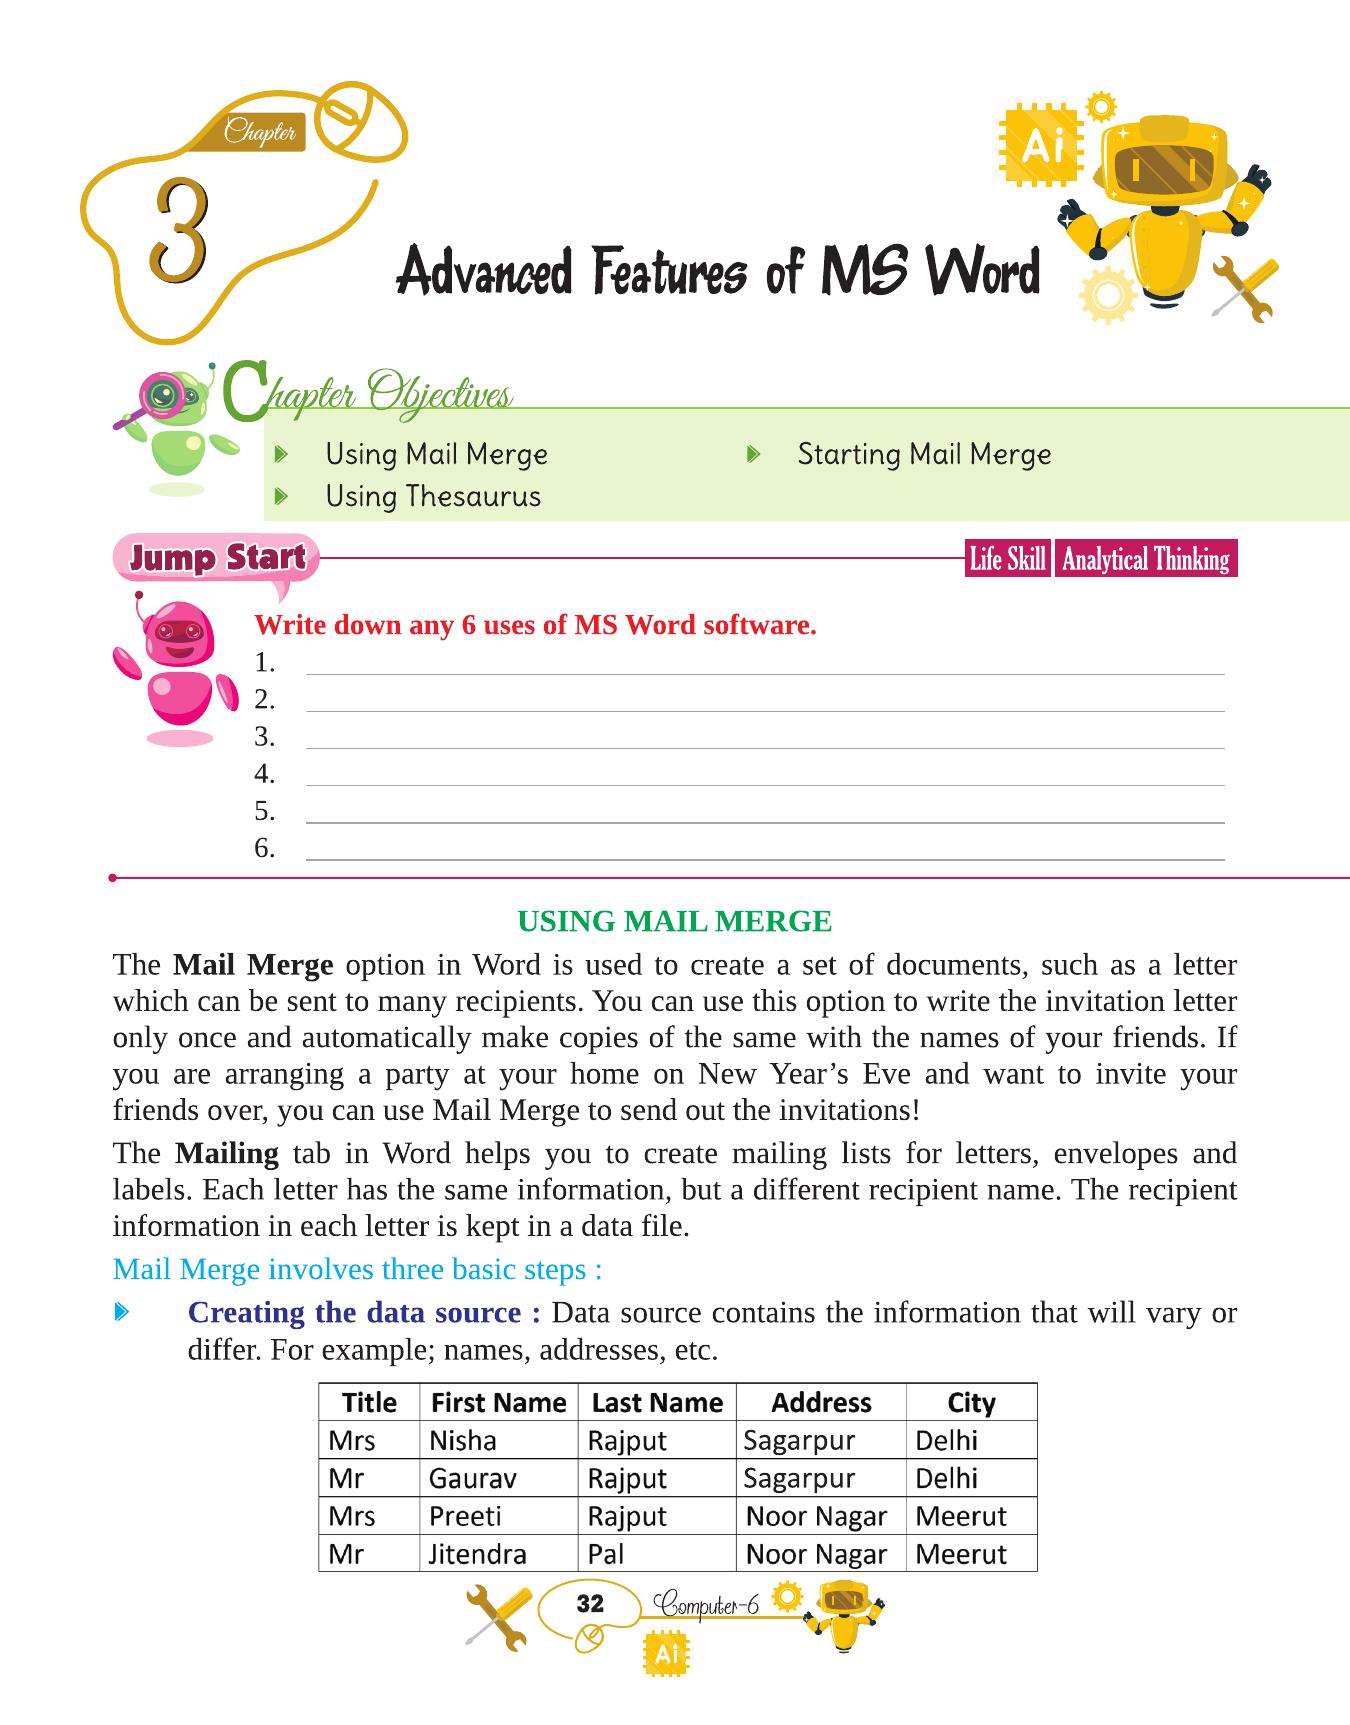 Chapter
3
Ai
Advanced Features of MS Word
Chapter Objectives
Using Mail Merge
Starting Mail Merge
Using Thesaurus
Jump Start
Life Skill Analytical Thinking
Write down any 6 uses of MS Word software.
1.
2.
3.
4.
5.
6.
USING MAIL MERGE
The Mail Merge option in Word is used to create a set of documents, such as a letter
which can be sent to many recipients. You can use this option to write the invitation letter
only once and automatically make copies of the same with the names of your friends. If
you are arranging a party at your home on New Year’s Eve and want to invite your
friends over, you can use Mail Merge to send out the invitations!
The Mailing tab in Word helps you to create mailing lists for letters, envelopes and
labels. Each letter has the same information, but a different recipient name. The recipient
information in each letter is kept in a data file.
Mail Merge involves three basic steps :
Creating the data source : Data source contains the information that will vary or
differ. For example; names, addresses, etc.
Title First Name Last Name Address City
Mrs Nisha Rajput Sagarpur Delhi
Mr Gaurav Rajput Sagarpur Delhi
Mrs Preeti Rajput Noor Nagar Meerut
Mr Jitendra Pal Noor Nagar Meerut
32 Computer-6
Ai